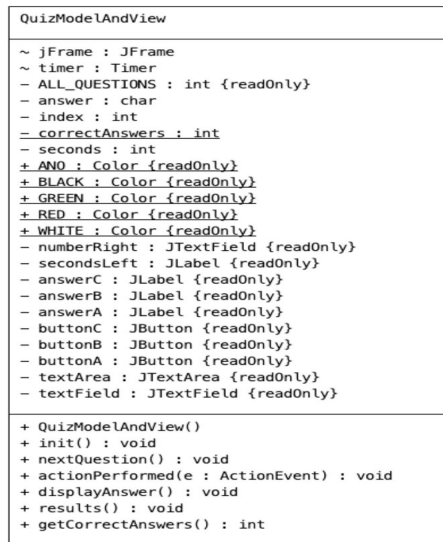 QuizModelAndView
~ jFrame : JFrame
~ timer : Timer
– ALL_QUESTIONS : int {readOnly}
– answer : char
– index : int
– correctAnswers : int
– seconds : int
+ ANO : Color {readOnly}
+ BLACK : Color {readOnly}
+ GREEN : Color {readOnly}
+ RED : Color {readOnly}
+ WHITE : Color {readOnly}
– numberRight : JTextField {readOnly}
– secondsLeft : JLabel {readOnly}
– answerC : JLabel {readOnly}
– answerB : JLabel {readOnly}
– answerA : JLabel {readOnly}
– buttonC : JButton {readOnly}
– buttonB : JButton {readOnly}
– buttonA : JButton {readOnly}
– textArea : JTextArea {readOnly}
– textField : JTextField {readOnly}
+ QuizModelAndView()
+ init() : void
+ nextQuestion() : void
+ actionPerformed(e : ActionEvent) : void
+ displayAnswer() : void
+ results() : void
+ getCorrectAnswers() : int